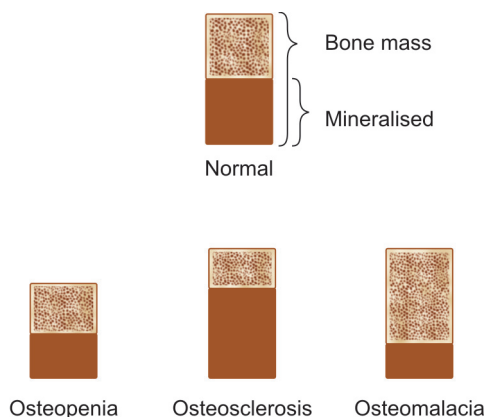 Bone mass
Mineralised
Normal
Osteopenia
Osteosclerosis
Osteomalacia